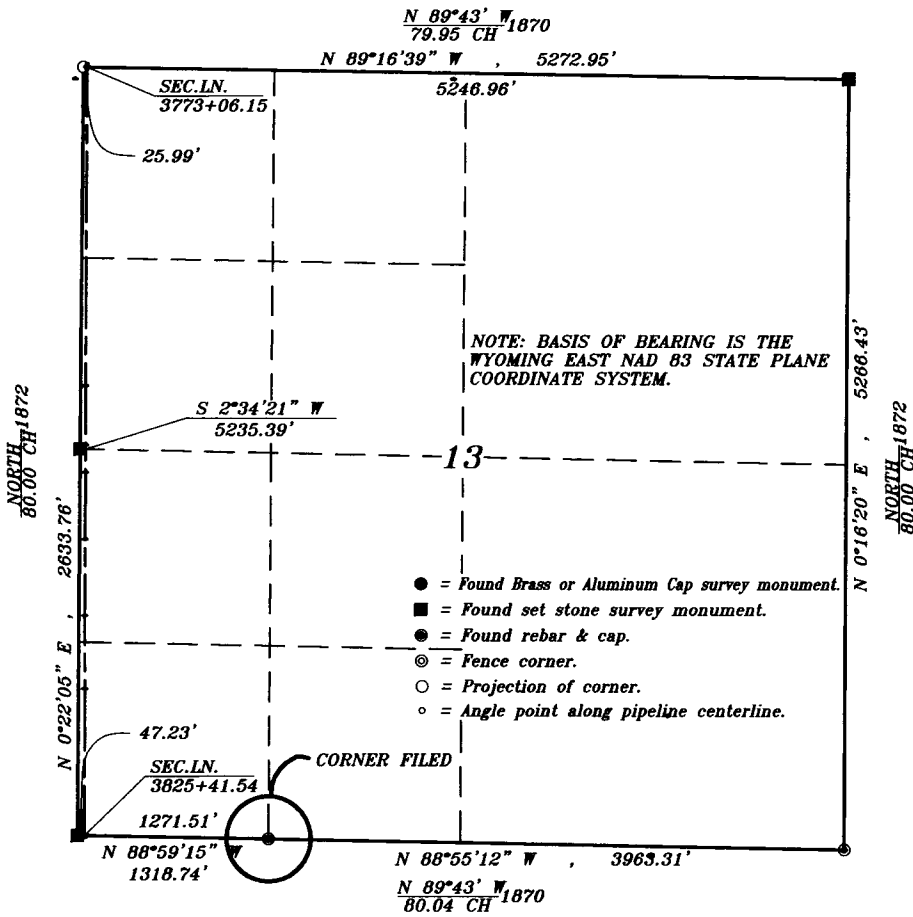 N 89°43' W 1870
79.95 CH
N 89°16'39" W , 5272.95'
5246.96'
SEC.LN.
3773+06.15
25.99'
NOTE: BASIS OF BEARING IS THE
WYOMING EAST NAD 83 STATE PLANE
COORDINATE SYSTEM.
S 2°34'21" W
5235.39'
13
NORTH 1872
80.00 CH
N 0°22'05" E , 2633.76'
N 0°16'20" E , 5266.43'
NORTH 1872
80.00 CH
● = Found Brass or Aluminum Cap survey monument.
■ = Found set stone survey monument.
◉ = Found rebar & cap.
◎ = Fence corner.
○ = Projection of corner.
○ = Angle point along pipeline centerline.
47.23'
SEC.LN.
3825+41.54
CORNER FILED
1271.51'
N 88°59'15" W
1318.74'
N 88°55'12" W , 3963.31'
N 89°43' W 1870
80.04 CH